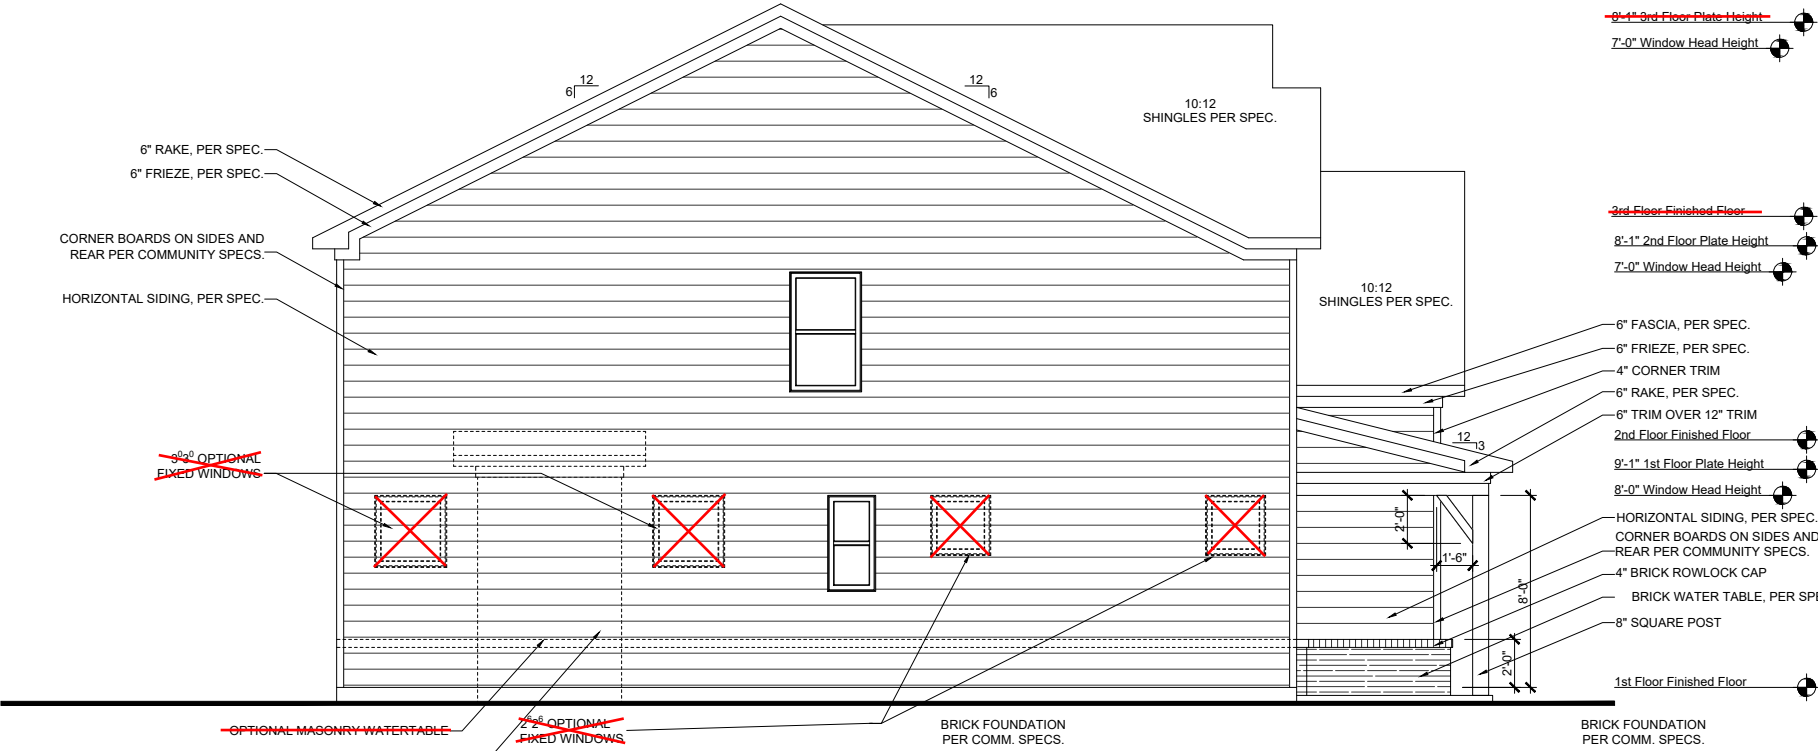 8'-1" 3rd Floor Plate Height
7'-0" Window Head Height
12
6
12
6
10:12
SHINGLES PER SPEC.
6" RAKE, PER SPEC.
6" FRIEZE, PER SPEC.
CORNER BOARDS ON SIDES AND
REAR PER COMMUNITY SPECS.
HORIZONTAL SIDING, PER SPEC.
3rd Floor Finished Floor
8'-1" 2nd Floor Plate Height
7'-0" Window Head Height
10:12
SHINGLES PER SPEC.
6" FASCIA, PER SPEC.
6" FRIEZE, PER SPEC.
4" CORNER TRIM
6" RAKE, PER SPEC.
6" TRIM OVER 12" TRIM
12
3
2nd Floor Finished Floor
9'-1" 1st Floor Plate Height
8'-0" Window Head Height
3⁰3⁰ OPTIONAL
FIXED WINDOWS
2'-0"
1'-6"
8'-0"
2'-0"
HORIZONTAL SIDING, PER SPEC.
CORNER BOARDS ON SIDES AND
REAR PER COMMUNITY SPECS.
4" BRICK ROWLOCK CAP
BRICK WATER TABLE, PER SPE
8" SQUARE POST
1st Floor Finished Floor
OPTIONAL MASONRY WATERTABLE
2⁶2⁶ OPTIONAL
FIXED WINDOWS
BRICK FOUNDATION
PER COMM. SPECS.
BRICK FOUNDATION
PER COMM. SPECS.